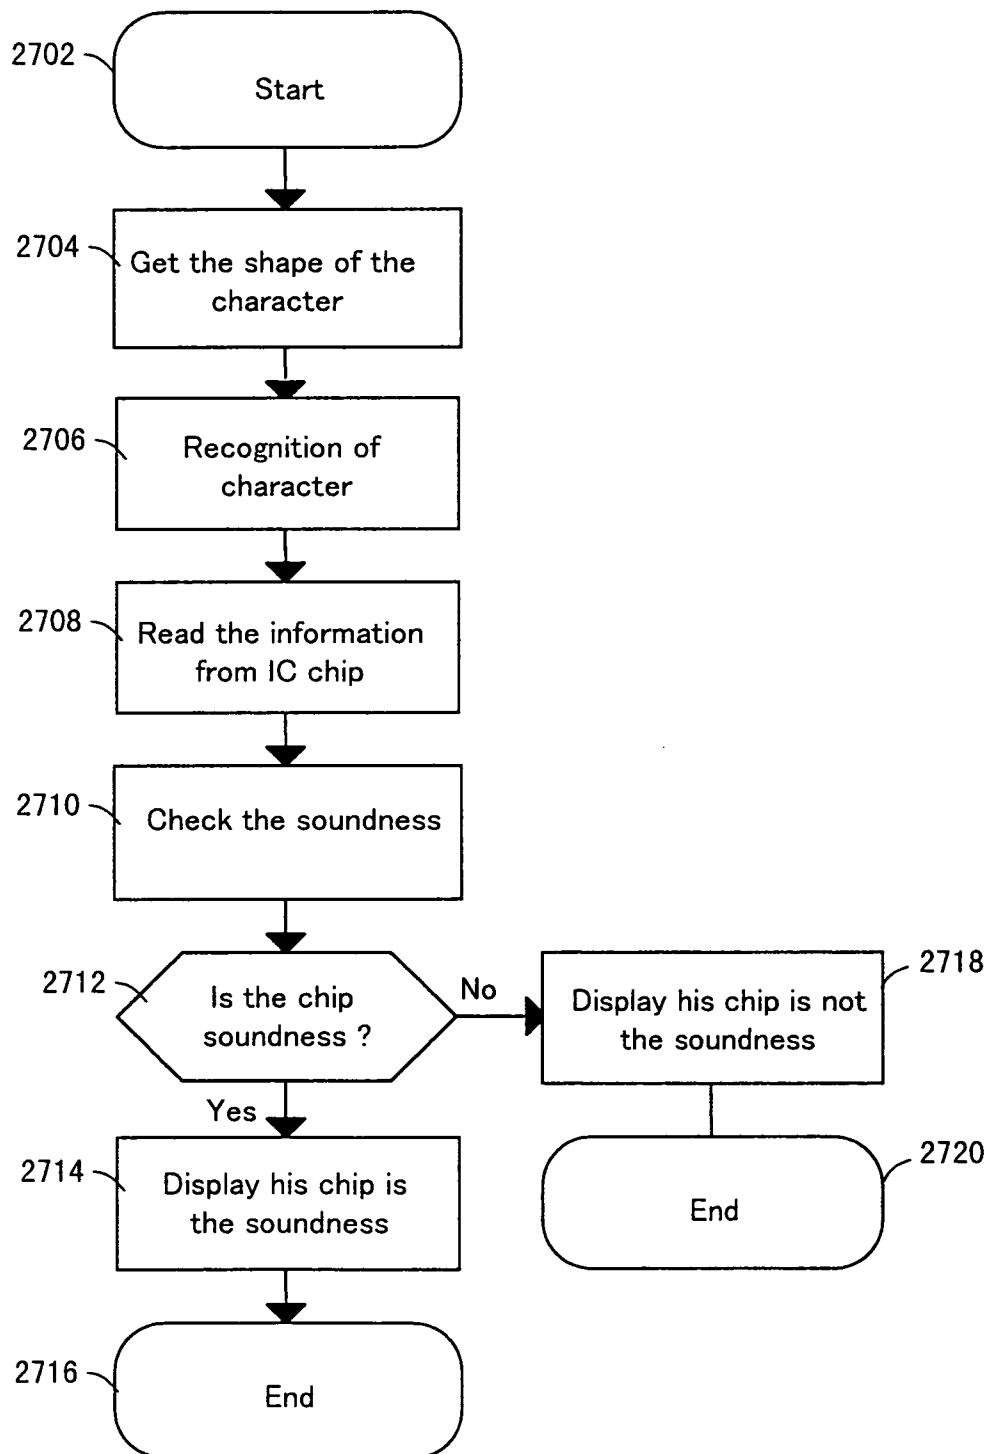 2702
Start
2704
Get the shape of the
character
2706
Recognition of
character
2708
Read the information
from IC chip
2710
Check the soundness
2712
Is the chip
soundness ?
No
2718
Display his chip is not
the soundness
Yes
2714
Display his chip is
the soundness
2720
End
2716
End